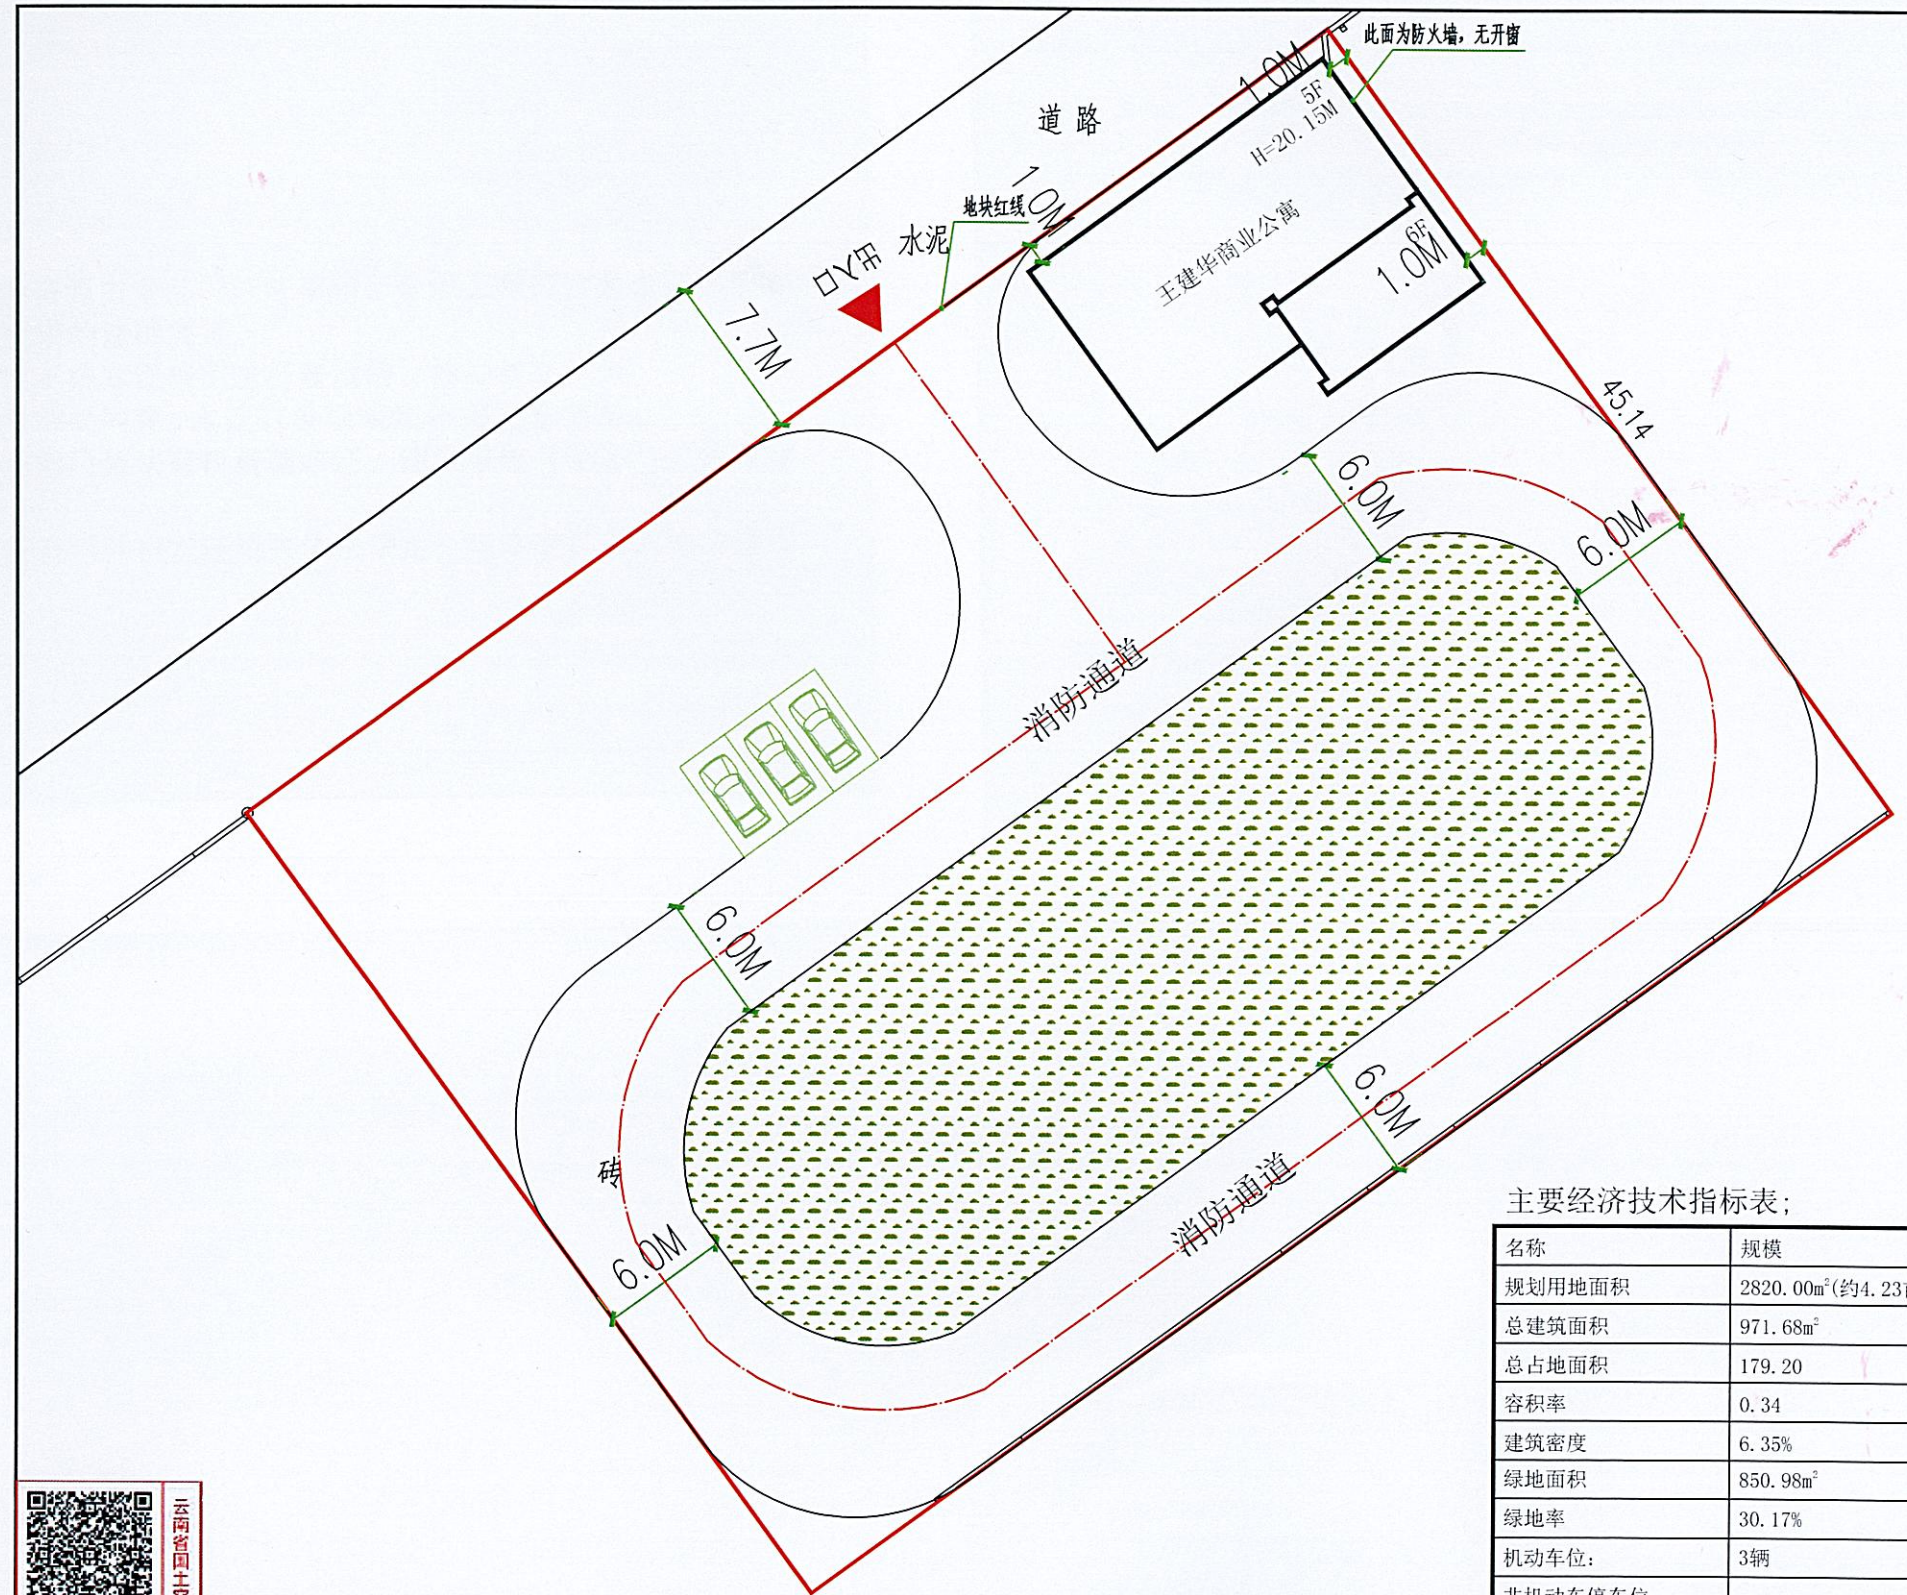 此面为防火墙，无开窗
1.0M
5F
H=20.15M
道路
1.0M
地块红线
水泥
出入口
王建华商业公寓
6F
1.0M
7.7M
45.14
6.0M
6.0M
消防通道
6.0M
6.0M
砖
消防通道
6.0M
主要经济技术指标表；
名称 规模
规划用地面积 2820.00m²(约4.23
总建筑面积 971.68m²
总占地面积 179.20
容积率 0.34
建筑密度 6.35%
绿地面积 850.98m²
绿地率 30.17%
机动车位： 3辆
云南省国土